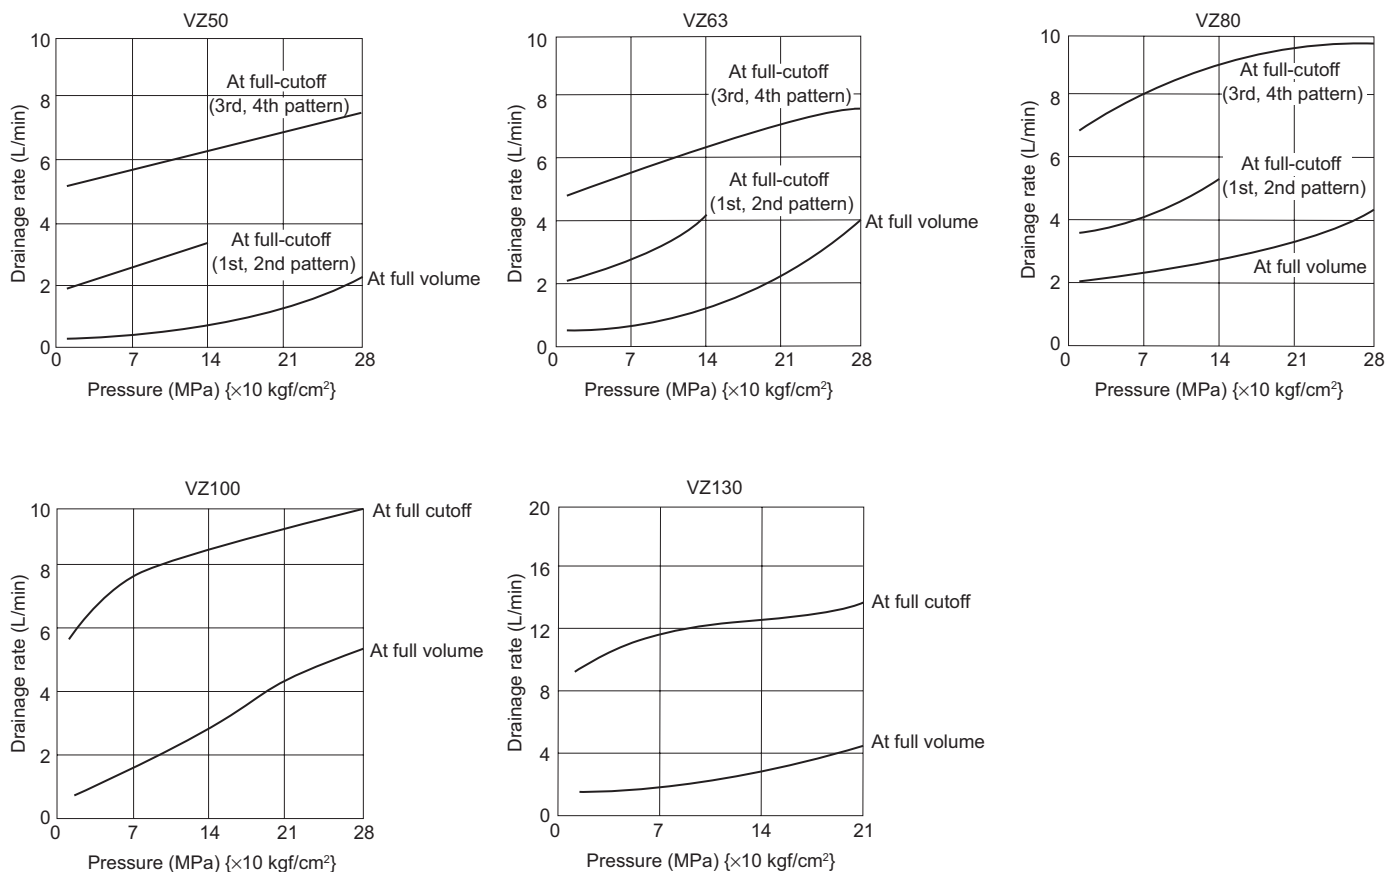 VZ50
10
8
6
4
2
0
Drainage rate (L/min)
At full-cutoff
(3rd, 4th pattern)
At full-cutoff
(1st, 2nd pattern)
At full volume
7
14
21
28
Pressure (MPa) {×10 kgf/cm²}
VZ63
10
8
6
4
2
0
Drainage rate (L/min)
At full-cutoff
(3rd, 4th pattern)
At full-cutoff
(1st, 2nd pattern)
At full volume
0
7
14
21
28
Pressure (MPa) {×10 kgf/cm²}
VZ80
10
8
6
4
2
0
Drainage rate (L/min)
At full-cutoff
(3rd, 4th pattern)
At full-cutoff
(1st, 2nd pattern)
At full volume
0
7
14
21
28
Pressure (MPa) {×10 kgf/cm²}
VZ100
10
8
6
4
2
0
Drainage rate (L/min)
At full cutoff
At full volume
0
7
14
21
28
Pressure (MPa) {×10 kgf/cm²}
VZ130
20
16
12
8
4
0
Drainage rate (L/min)
At full cutoff
At full volume
0
7
14
21
Pressure (MPa) {×10 kgf/cm²}